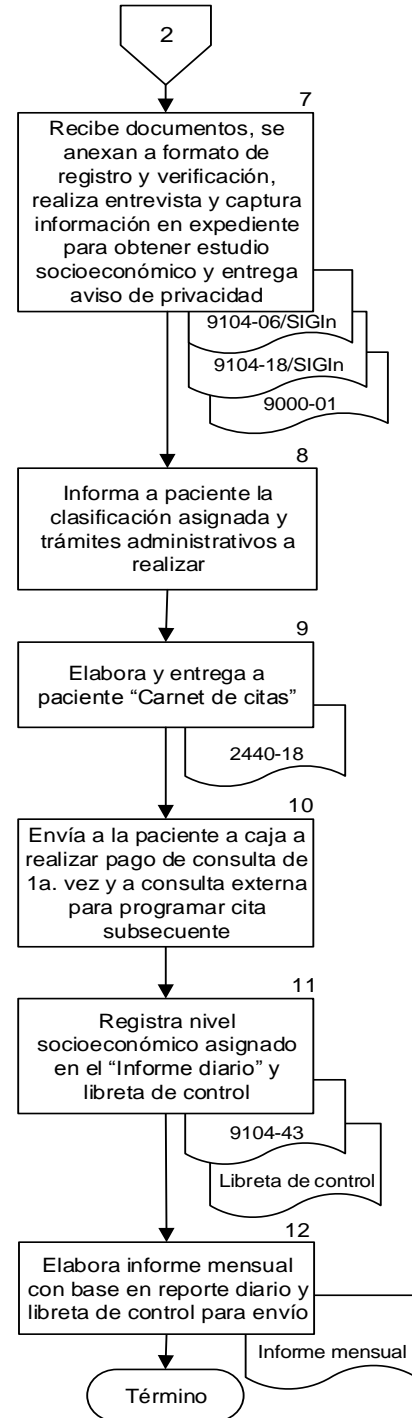 2
7
Recibe documentos, se
anexan a formato de
registro y verificación,
realiza entrevista y captura
información en expediente
para obtener estudio
socioeconómico y entrega
aviso de privacidad
9104-06/SIGIn
9104-18/SIGIn
9000-01
8
Informa a paciente la
clasificación asignada y
trámites administrativos a
realizar
9
Elabora y entrega a
paciente “Carnet de citas”
2440-18
10
Envía a la paciente a caja a
realizar pago de consulta de
1a. vez y a consulta externa
para programar cita
subsecuente
11
Registra nivel
socioeconómico asignado
en el “Informe diario” y
libreta de control
9104-43
Libreta de control
12
Elabora informe mensual
con base en reporte diario y
libreta de control para envío
Informe mensual
Término